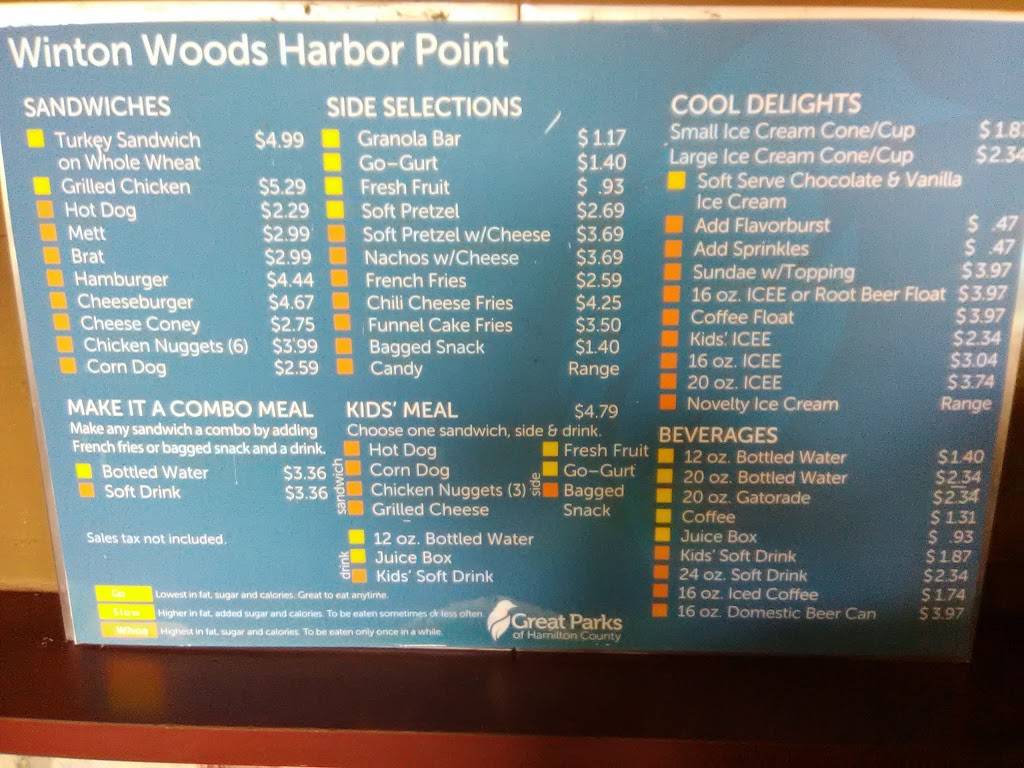 Winton Woods Harbor Point
SANDWICHES
Turkey Sandwich $4.99
on Whole Wheat
Grilled Chicken $5.29
Hot Dog $2.29
Mett $2.99
Brat $2.99
Hamburger $4.44
Cheeseburger $4.67
Cheese Coney $2.75
Chicken Nuggets (6) $3.99
Corn Dog $2.59
MAKE IT A COMBO MEAL
Make any sandwich a combo by adding
French fries or bagged snack and a drink.
Bottled Water $3.36
Soft Drink $3.36
Sales tax not included.
Go Lowest in fat, sugar and calories. Great to eat anytime.
Slow Higher in fat, added sugar and calories. To be eaten sometimes or less often.
Whoa Highest in fat, sugar and calories. To be eaten only once in a while.
SIDE SELECTIONS
Granola Bar $1.17
Go-Gurt $1.40
Fresh Fruit $ .93
Soft Pretzel $2.69
Soft Pretzel w/Cheese $3.69
Nachos w/Cheese $3.69
French Fries $2.59
Chili Cheese Fries $4.25
Funnel Cake Fries $3.50
Bagged Snack $1.40
Candy Range
KIDS' MEAL $4.79
Choose one sandwich, side & drink.
sandwich
Hot Dog
Corn Dog
Chicken Nuggets (3)
Grilled Cheese
side
Fresh Fruit
Go-Gurt
Bagged
Snack
drink
12 oz. Bottled Water
Juice Box
Kids' Soft Drink
Great Parks
of Hamilton County
COOL DELIGHTS
Small Ice Cream Cone/Cup $1.8
Large Ice Cream Cone/Cup $2.34
Soft Serve Chocolate & Vanilla
Ice Cream
Add Flavorburst $ .47
Add Sprinkles $ .47
Sundae w/Topping $3.97
16 oz. ICEE or Root Beer Float $3.97
Coffee Float $3.97
Kids' ICEE $2.34
16 oz. ICEE $3.04
20 oz. ICEE $3.74
Novelty Ice Cream Range
BEVERAGES
12 oz. Bottled Water $1.40
20 oz. Bottled Water $2.34
20 oz. Gatorade $2.34
Coffee $1.31
Juice Box $ .93
Kids' Soft Drink $1.87
24 oz. Soft Drink $2.34
16 oz. Iced Coffee $1.74
16 oz. Domestic Beer Can $3.97